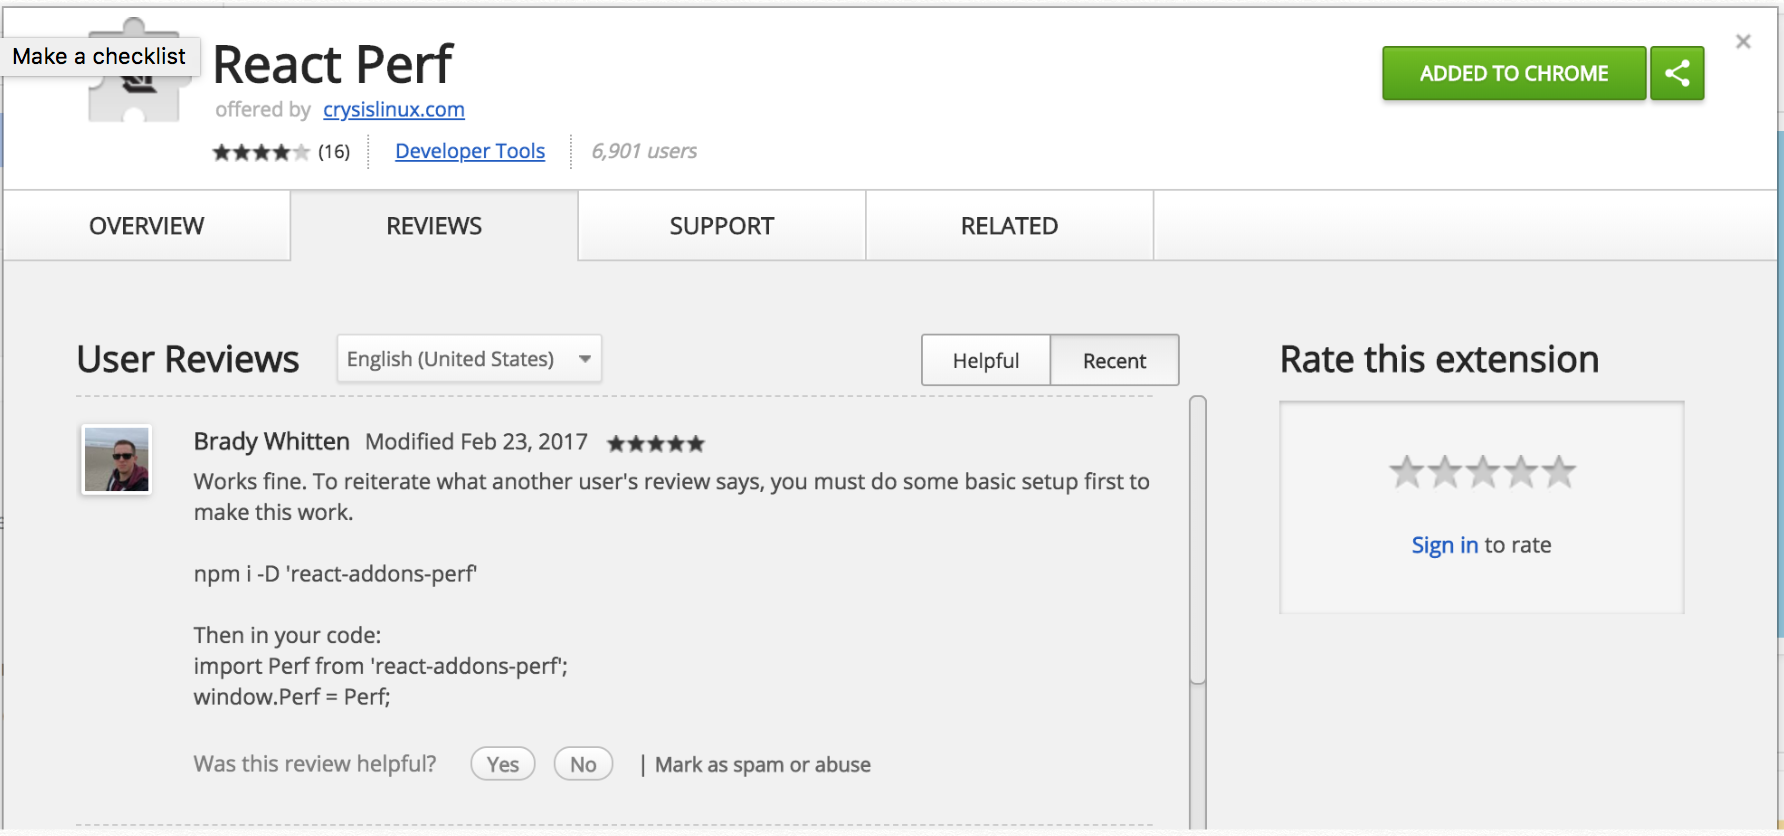 Make a checklist
React Perf
offered by crysislinux.com
(16)
Developer Tools
6,901 users
ADDED TO CHROME
OVERVIEW
REVIEWS
SUPPORT
RELATED
User Reviews
English (United States)
Helpful
Recent
Rate this extension
Brady Whitten Modified Feb 23, 2017
Works fine. To reiterate what another user's review says, you must do some basic setup first to
make this work.
npm i -D 'react-addons-perf'
Then in your code:
import Perf from 'react-addons-perf';
window.Perf = Perf;
Was this review helpful? Yes No | Mark as spam or abuse
Sign in to rate